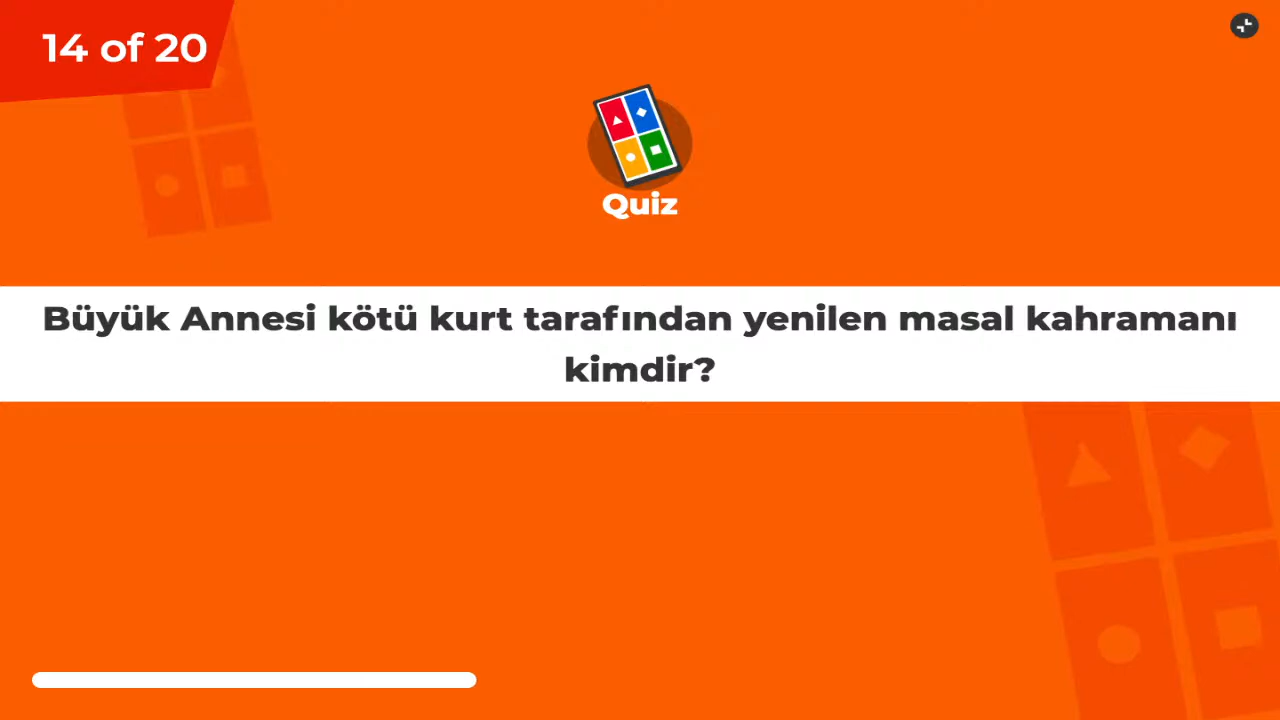 14 of 20
Quiz
Büyük Annesi kötü kurt tarafından yenilen masal kahramanı
kimdir?